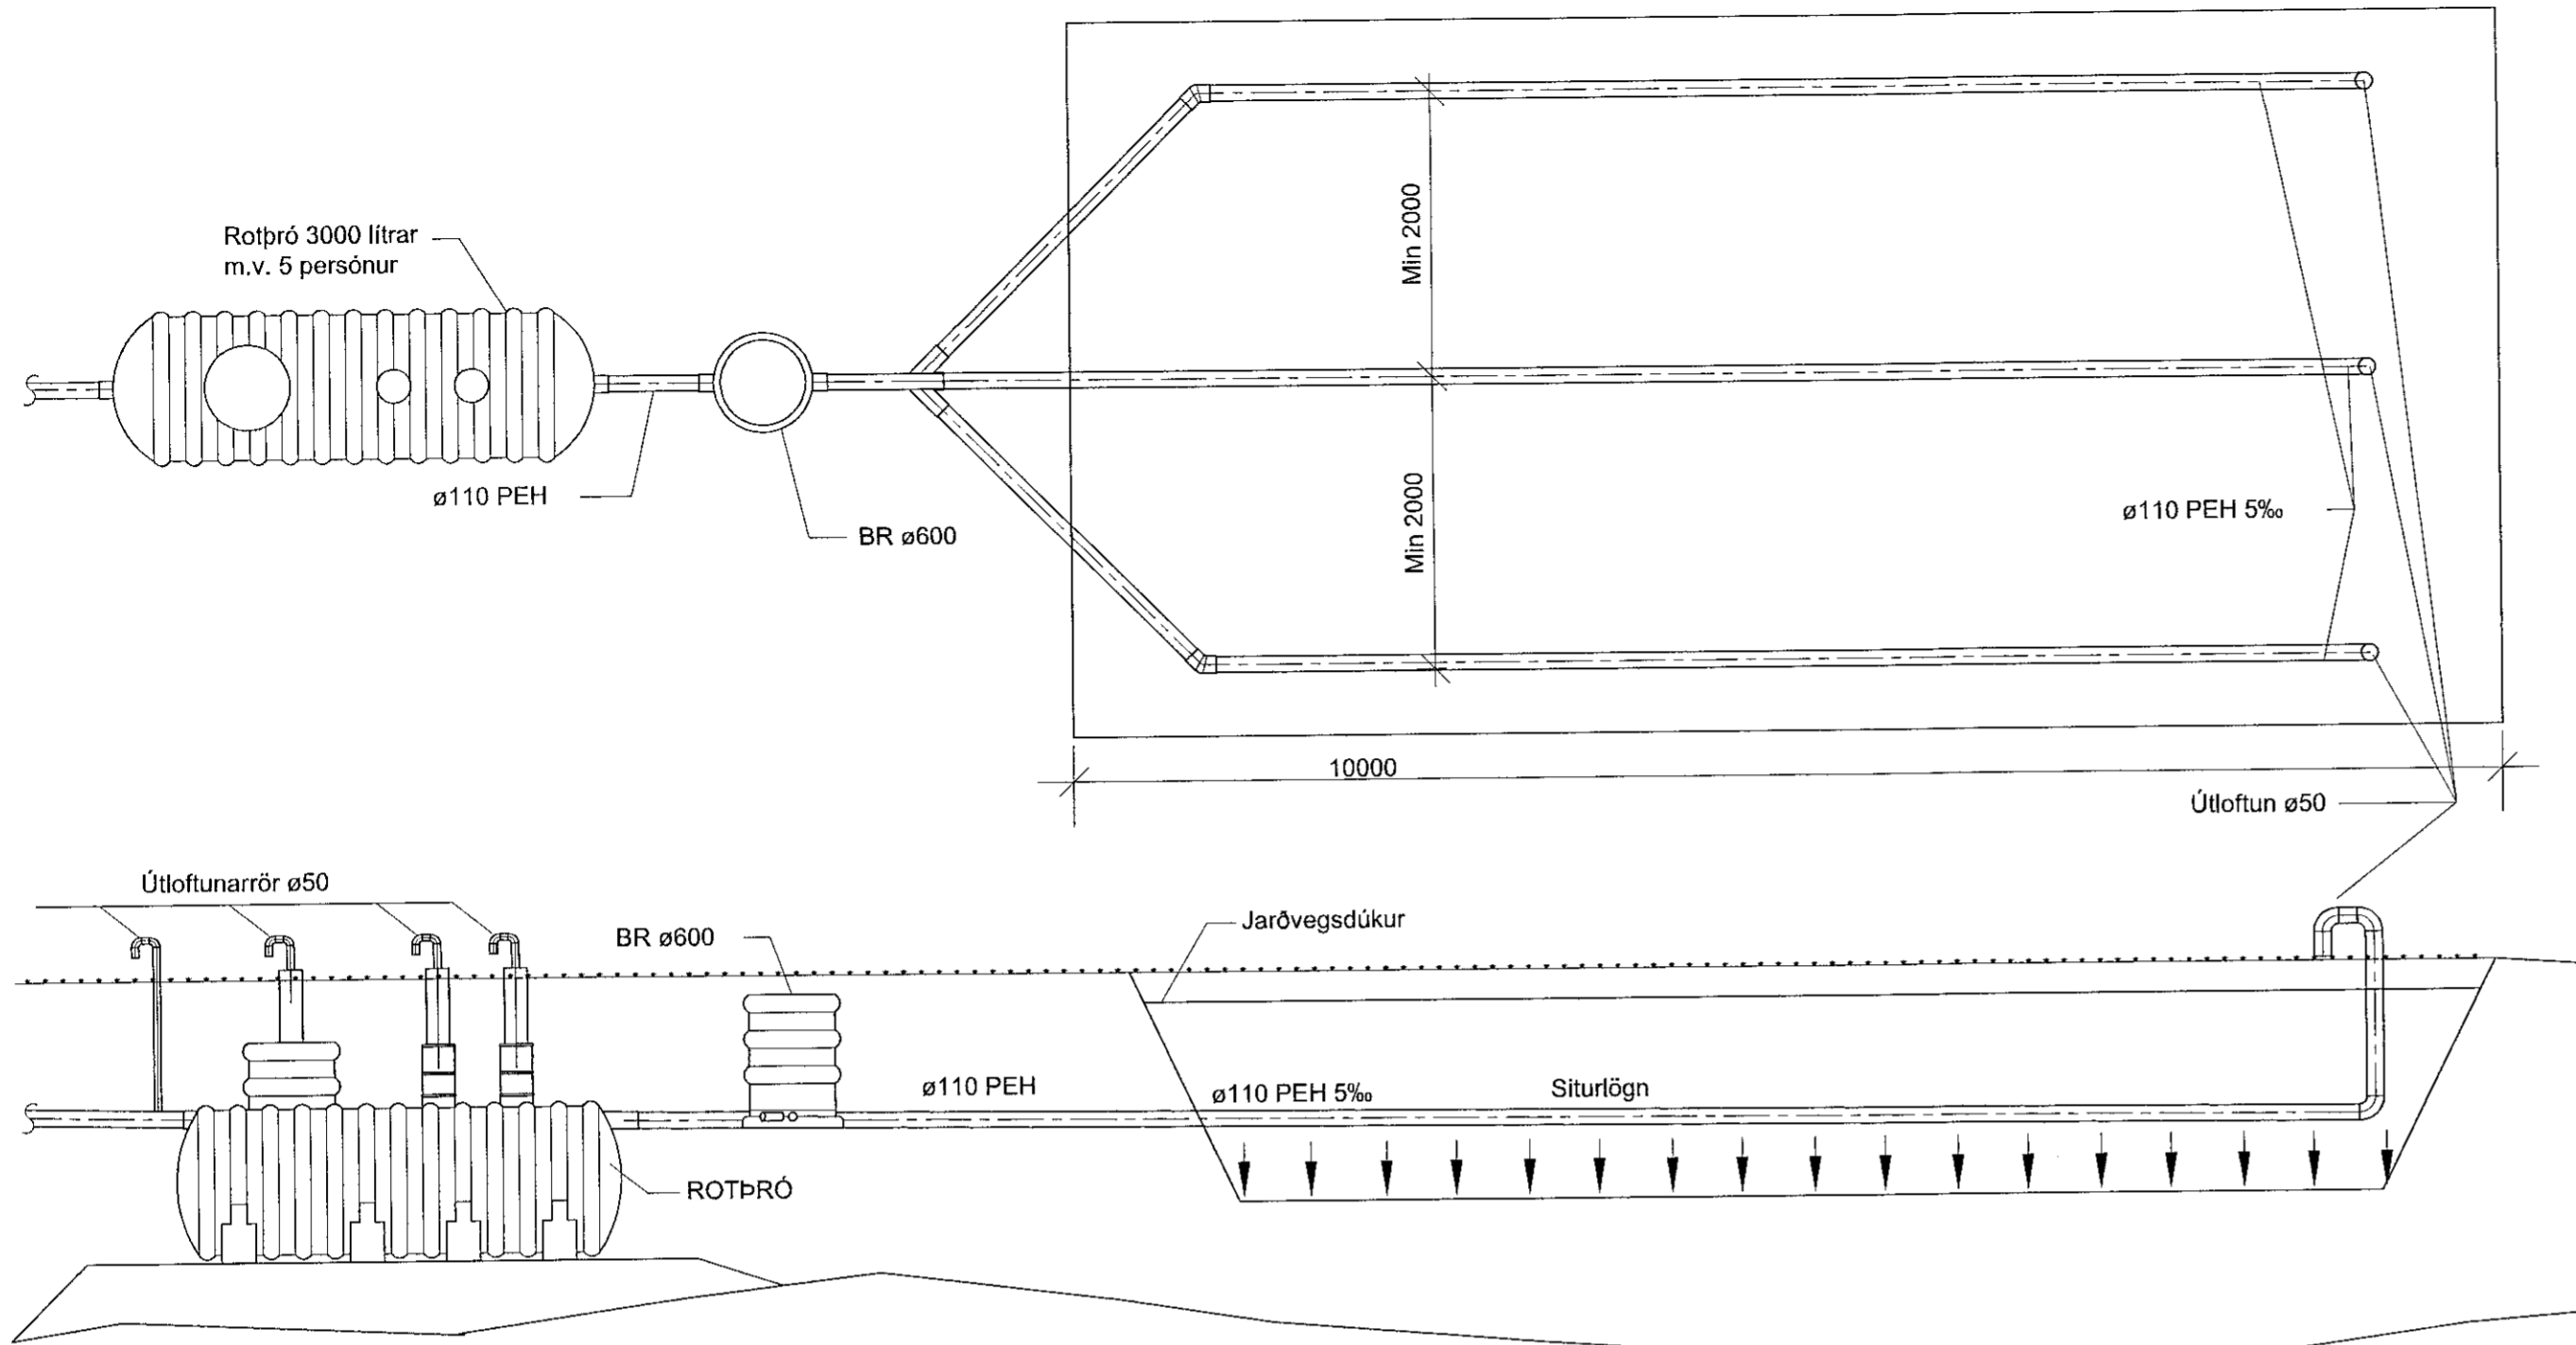 Rotþró 3000 lítrar
m.v. 5 persónur
ø110 PEH
BR ø600
Min 2000
Min 2000
ø110 PEH 5‰
10000
Útloftun ø50
Útloftunarrör ø50
BR ø600
Jarðvegsdúkur
ø110 PEH
ø110 PEH 5‰
Siturlögn
ROTÞRÓ